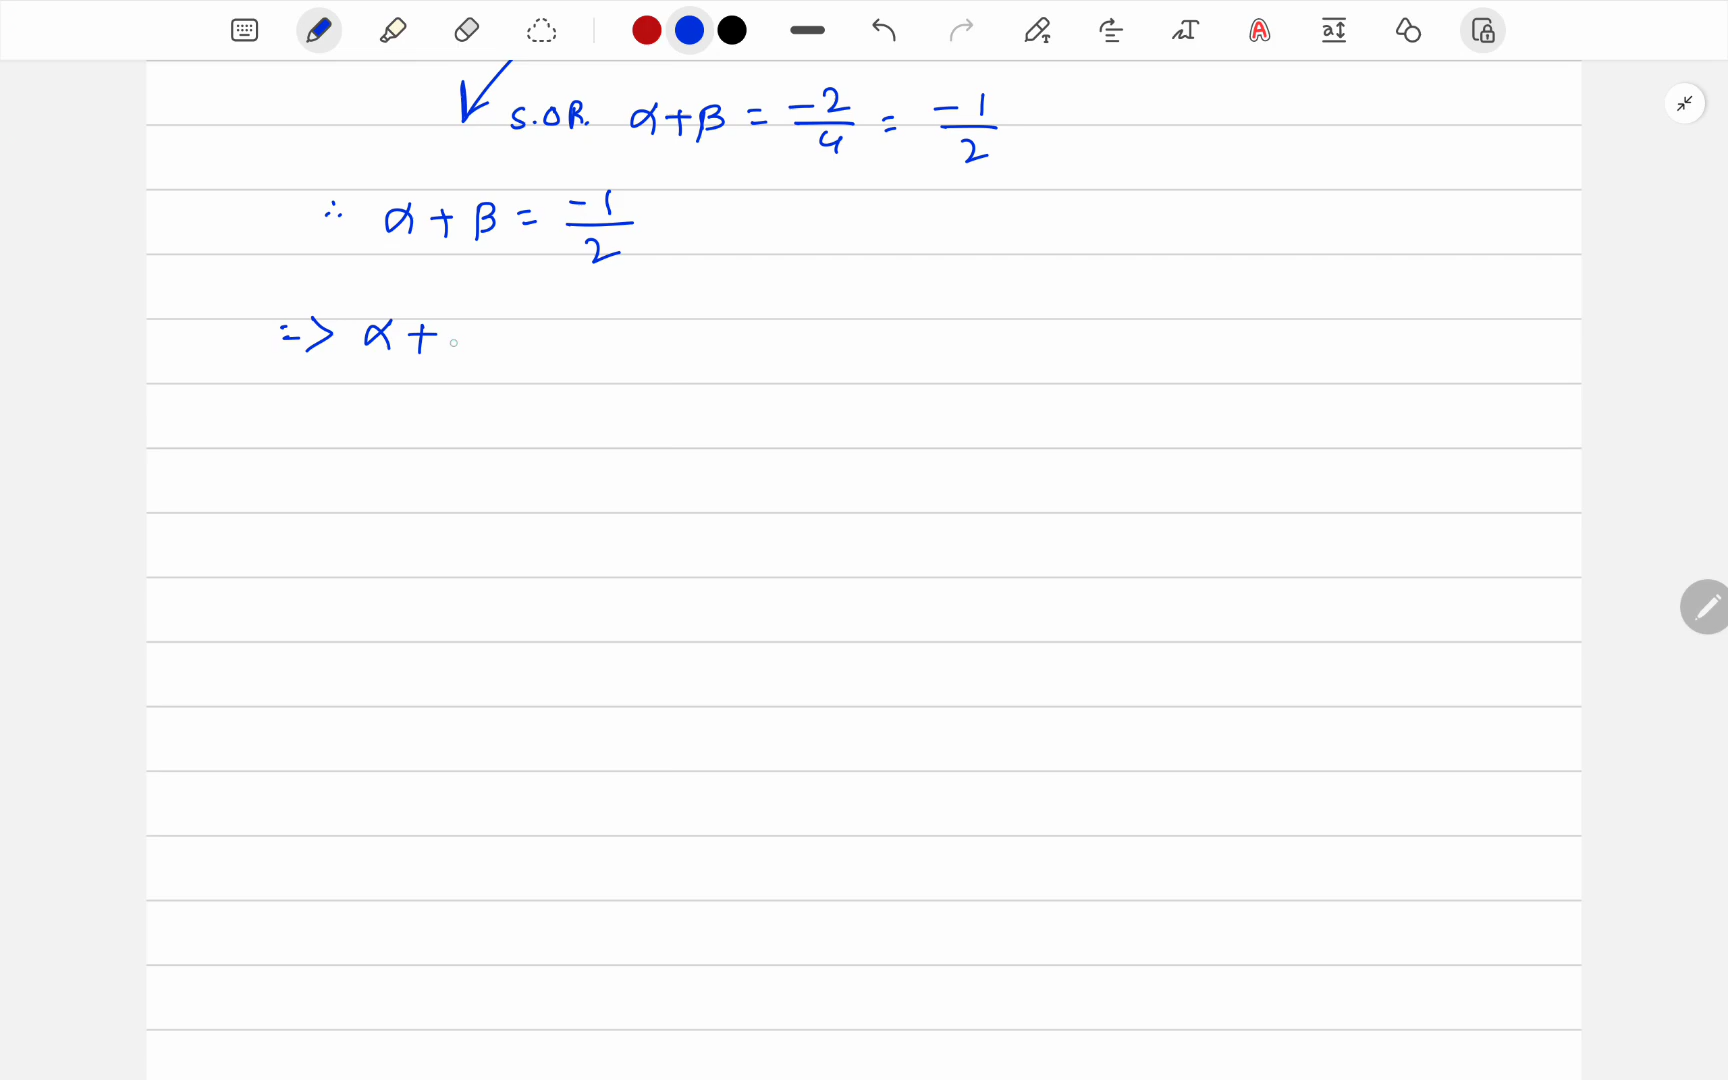 S.O.R. α+β = -2/4 = -1/2
∴ α + β = -1/2
=> α +